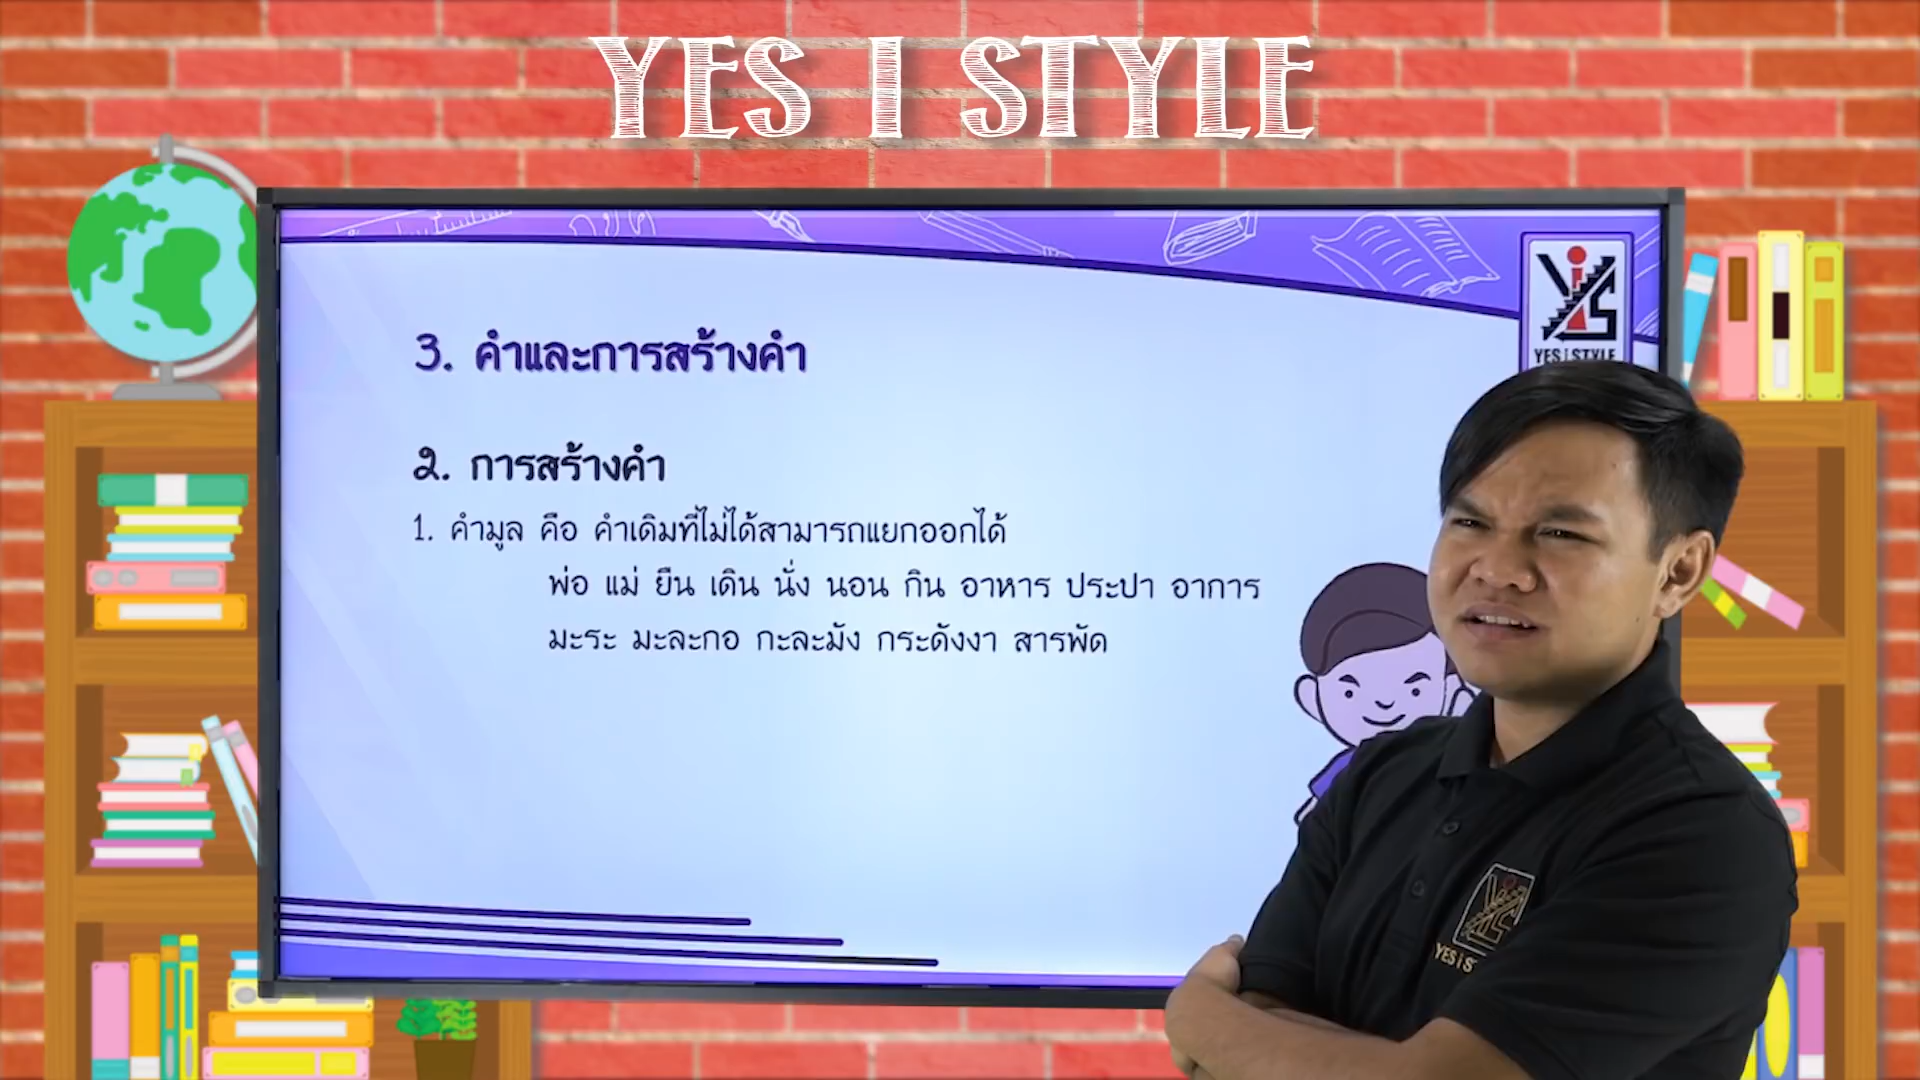 YES I STYLE
กขค
YES I STYLE
3. คำและการสร้างคำ
๒. การสร้างคำ
1. คำมูล คือ คำเดิมที่ไม่ได้สามารถแยกออกได้
พ่อ แม่ ยืน เดิน นั่ง นอน กิน อาหาร ประปา อาการ
มะระ มะละกอ กะละมัง กระดังงา สารพัด
YES I S